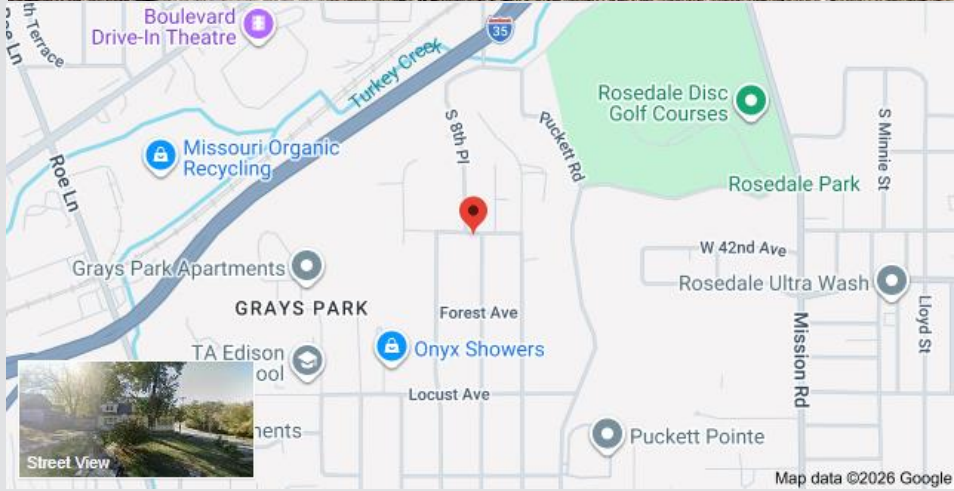 Boulevard
Drive-In Theatre
35
th Terrace
Roe Ln
Turkey Creek
S 8th Pl
Puckett Rd
Rosedale Disc
Golf Courses
S Minnie St
Missouri Organic
Recycling
Roe Ln
Rosedale Park
W 42nd Ave
Grays Park Apartments
Rosedale Ultra Wash
GRAYS PARK
Forest Ave
Lloyd St
Mission Rd
TA Edison
ool
Onyx Showers
Locust Ave
nents
Puckett Pointe
Street View
Map data ©2026 Google